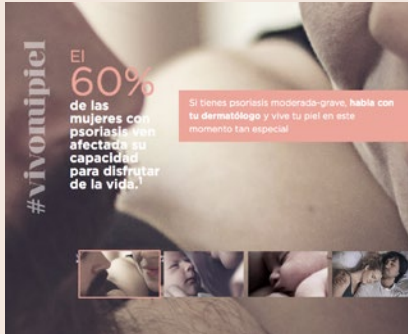 #vivomipiel
El
60%
de las
mujeres con
psoriasis ven
afectada su
capacidad
para disfrutar
de la vida.1
Si tienes psoriasis moderada-grave, habla con
tu dermatólogo y vive tu piel en este
momento tan especial